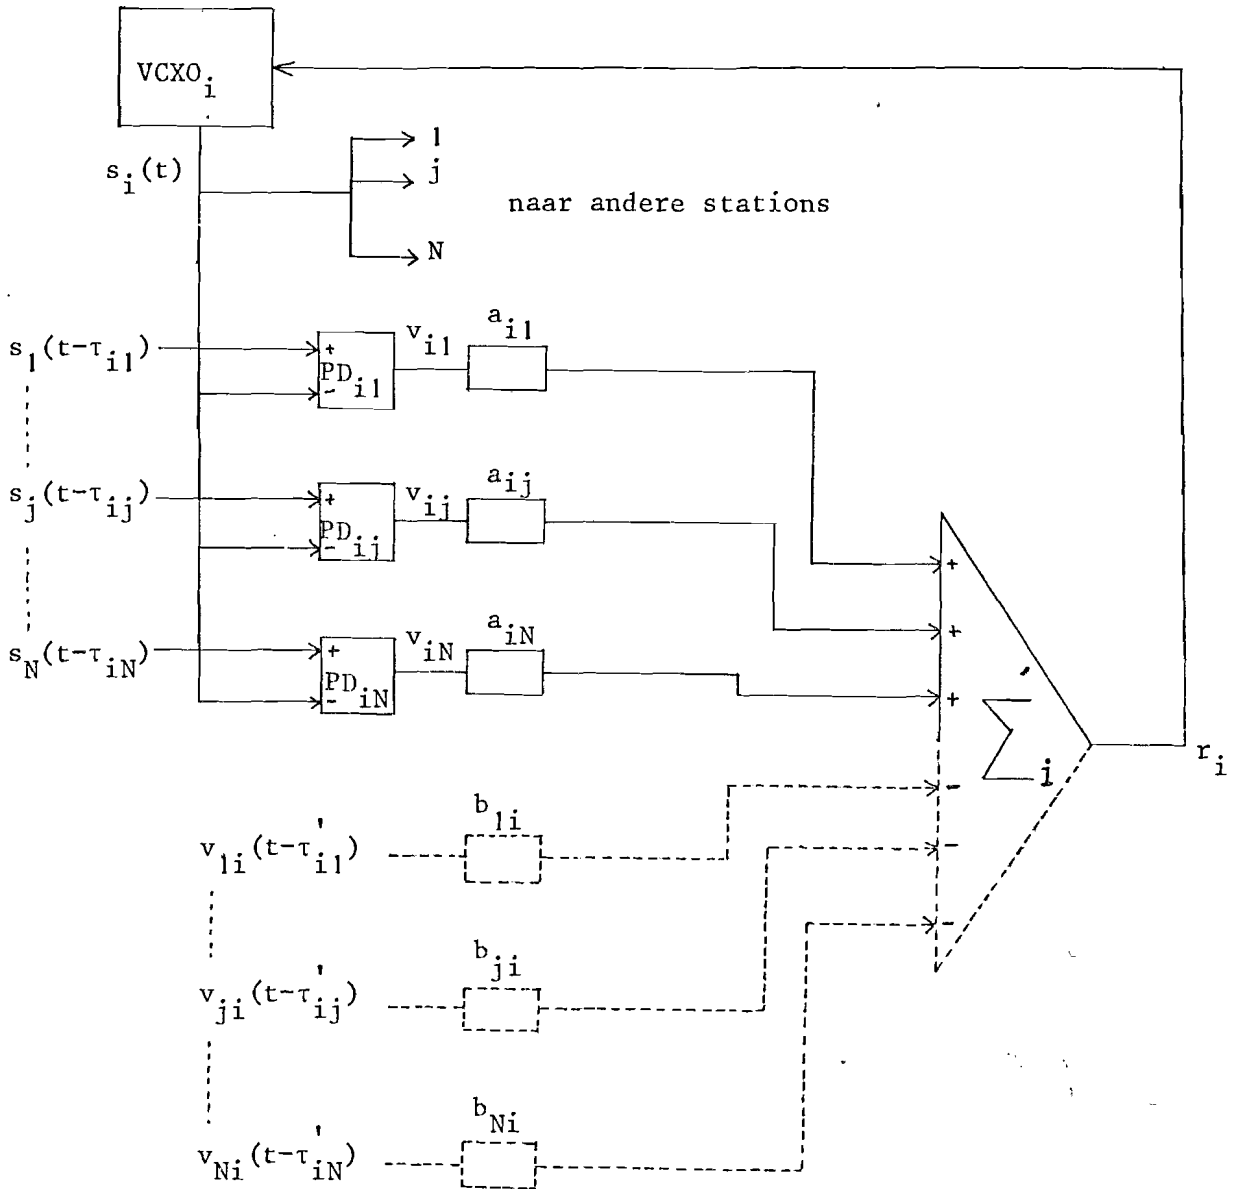 VCXO_i
s_i(t)
1
j
naar andere stations
N
a_i1
v_i1
s_1(t-τ_i1)
+
PD_i1
-
a_ij
v_ij
s_j(t-τ_ij)
+
PD_ij
-
+
+
a_iN
v_iN
s_N(t-τ_iN)
+
PD_iN
-
+
Σ_i
r_i
-
b_1i
v_1i(t-τ'_i1)
-
b_ji
v_ji(t-τ'_ij)
-
b_Ni
v_Ni(t-τ'_iN)